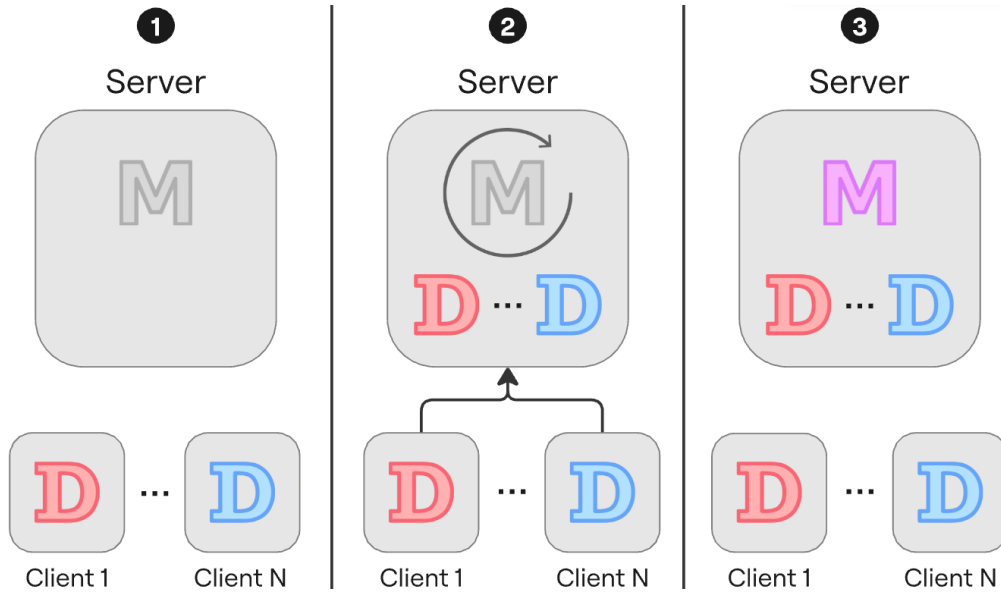 1
Server
M
D ... D
Client 1
Client N
2
Server
M
D ... D
D ... D
Client 1
Client N
3
Server
M
D ... D
D ... D
Client 1
Client N